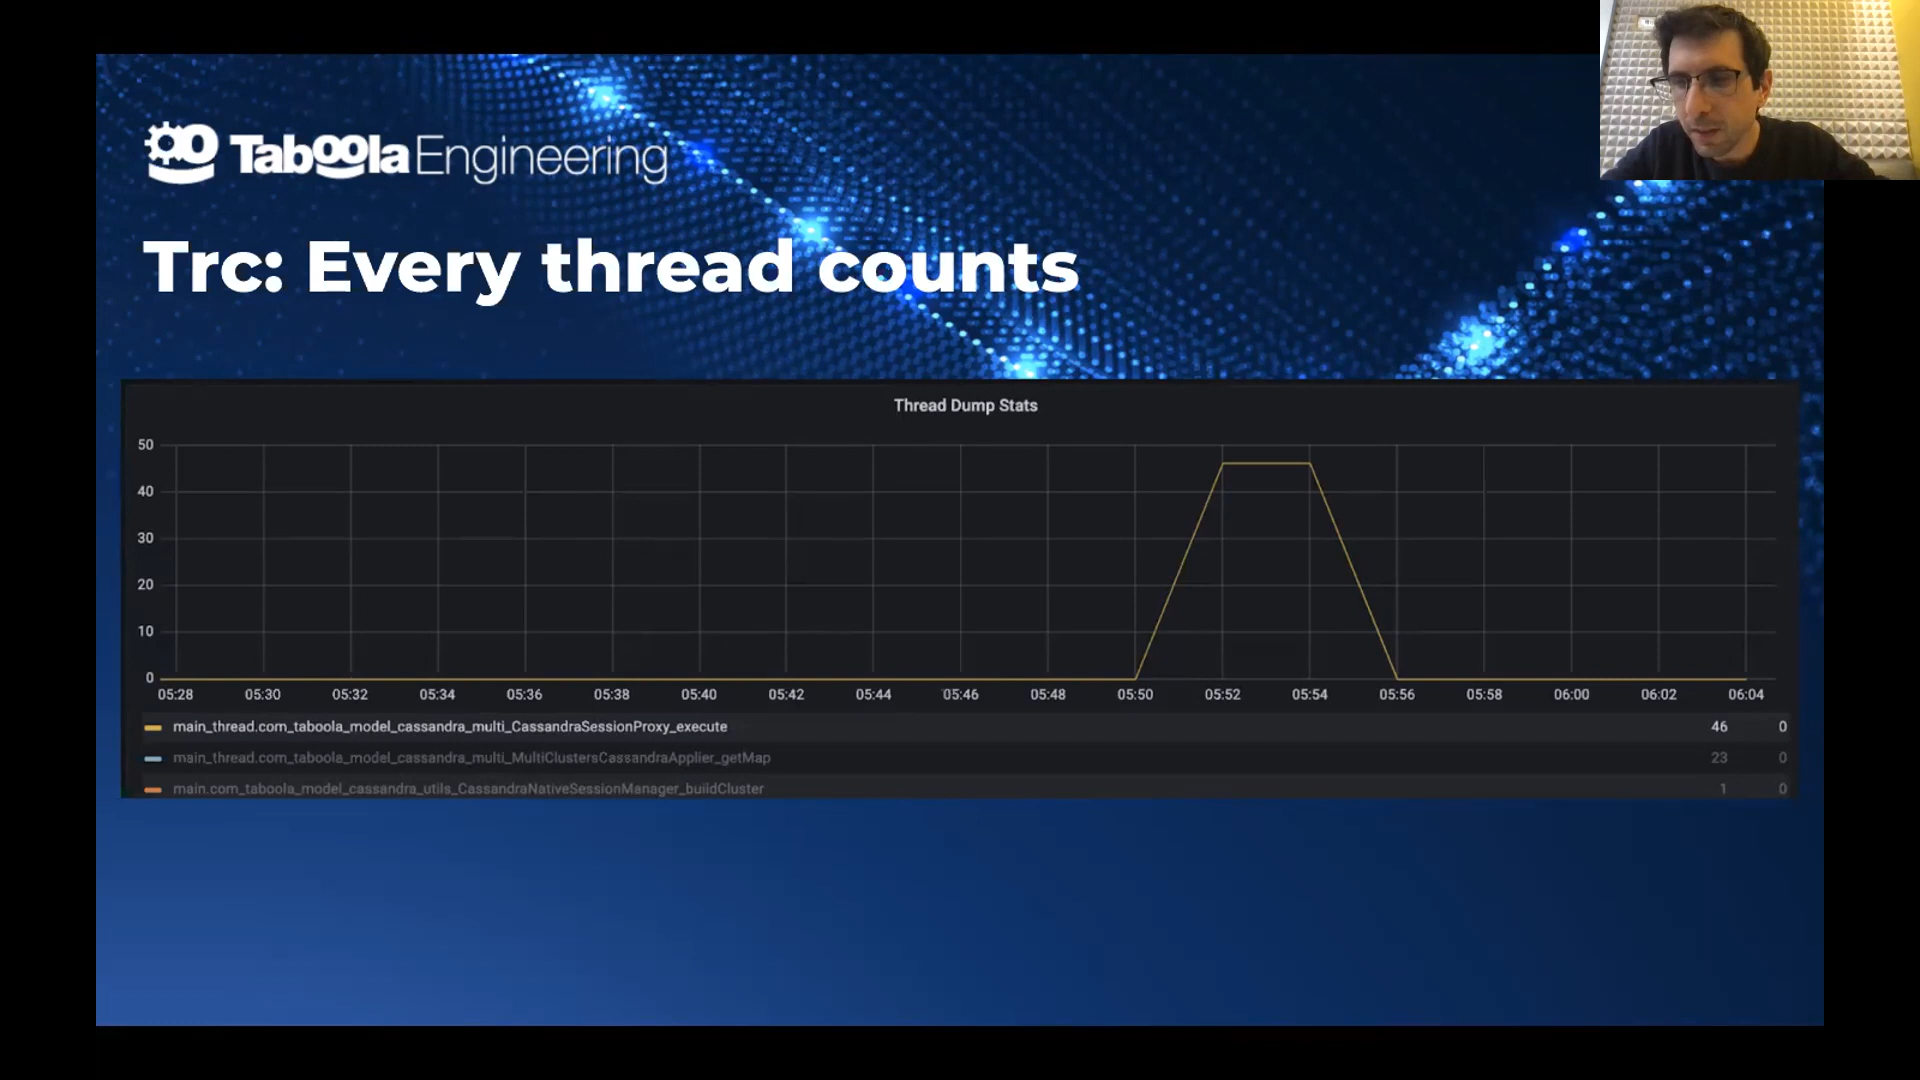 Taboola Engineering
Trc: Every thread counts
Thread Dump Stats
50
40
30
20
10
0
05:28 05:30 05:32 05:34 05:36 05:38 05:40 05:42 05:44 05:46 05:48 05:50 05:52 05:54 05:56 05:58 06:00 06:02 06:04
main_thread.com_taboola_model_cassandra_multi_CassandraSessionProxy_execute 46 0
main_thread.com_taboola_model_cassandra_multi_MultiClustersCassandraApplier_getMap 23 0
main.com_taboola_model_cassandra_utils_CassandraNativeSessionManager_buildCluster 1 0